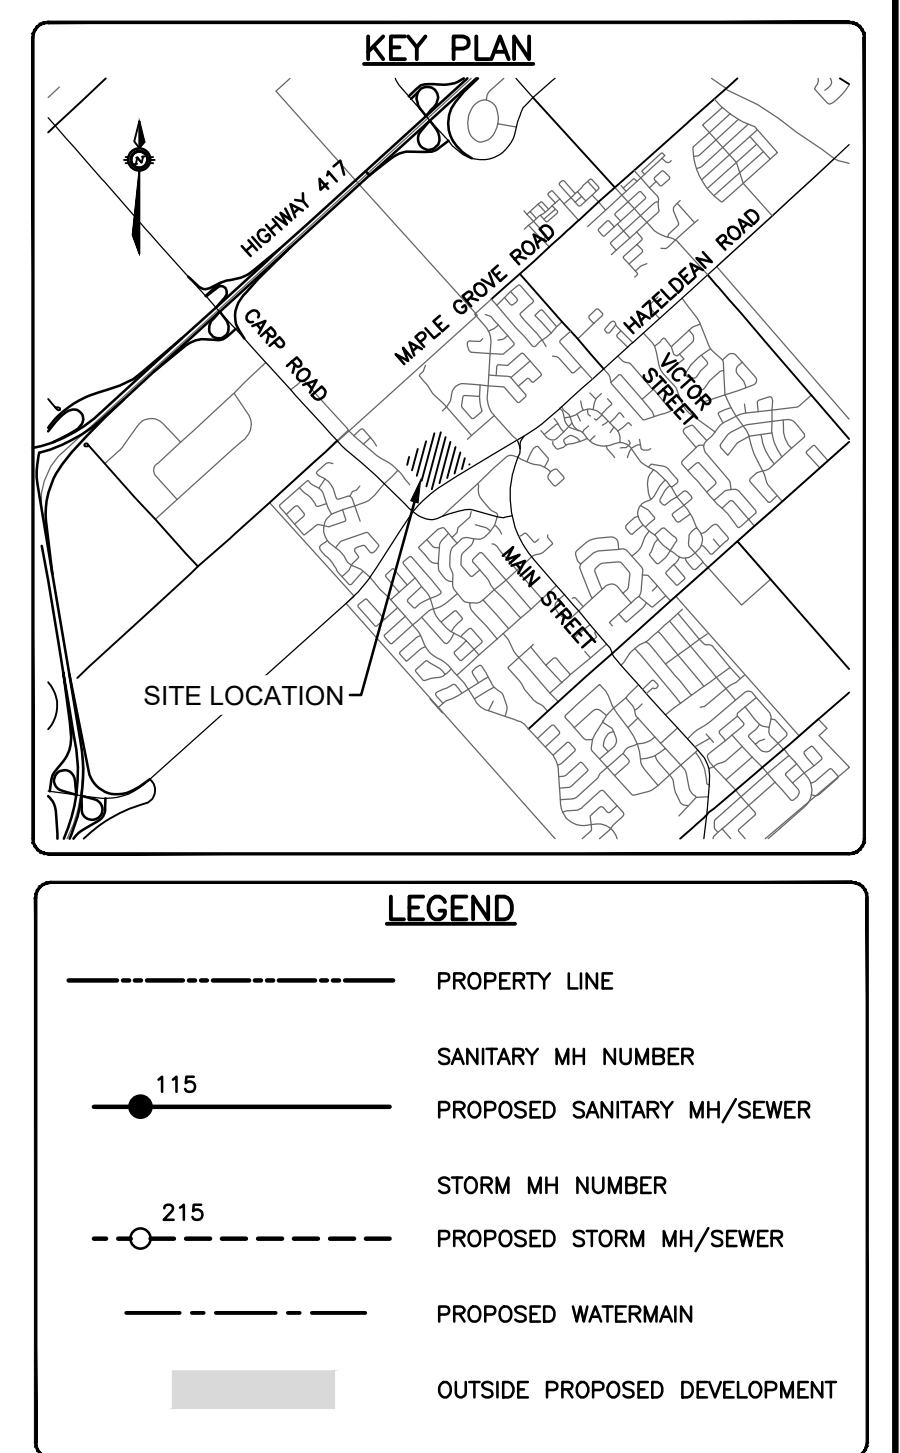 KEY PLAN
N
HIGHWAY 417
MAPLE GROVE ROAD
HAZELDEAN ROAD
CARP ROAD
VICTOR
STREET
MAIN STREET
SITE LOCATION
LEGEND
PROPERTY LINE
SANITARY MH NUMBER
115
PROPOSED SANITARY MH/SEWER
STORM MH NUMBER
215
PROPOSED STORM MH/SEWER
PROPOSED WATERMAIN
OUTSIDE PROPOSED DEVELOPMENT